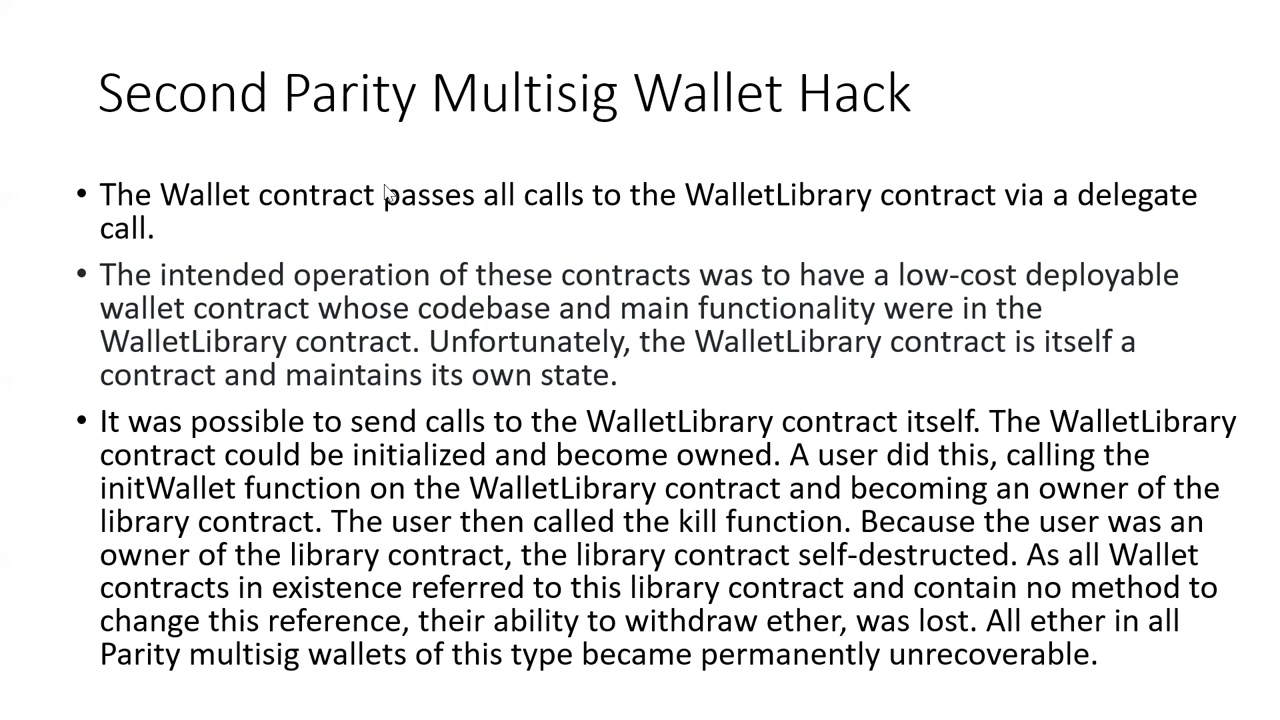 Second Parity Multisig Wallet Hack
• The Wallet contract passes all calls to the WalletLibrary contract via a delegate
call.
• The intended operation of these contracts was to have a low-cost deployable
wallet contract whose codebase and main functionality were in the
WalletLibrary contract. Unfortunately, the WalletLibrary contract is itself a
contract and maintains its own state.
• It was possible to send calls to the WalletLibrary contract itself. The WalletLibrary
contract could be initialized and become owned. A user did this, calling the
initWallet function on the WalletLibrary contract and becoming an owner of the
library contract. The user then called the kill function. Because the user was an
owner of the library contract, the library contract self-destructed. As all Wallet
contracts in existence referred to this library contract and contain no method to
change this reference, their ability to withdraw ether, was lost. All ether in all
Parity multisig wallets of this type became permanently unrecoverable.